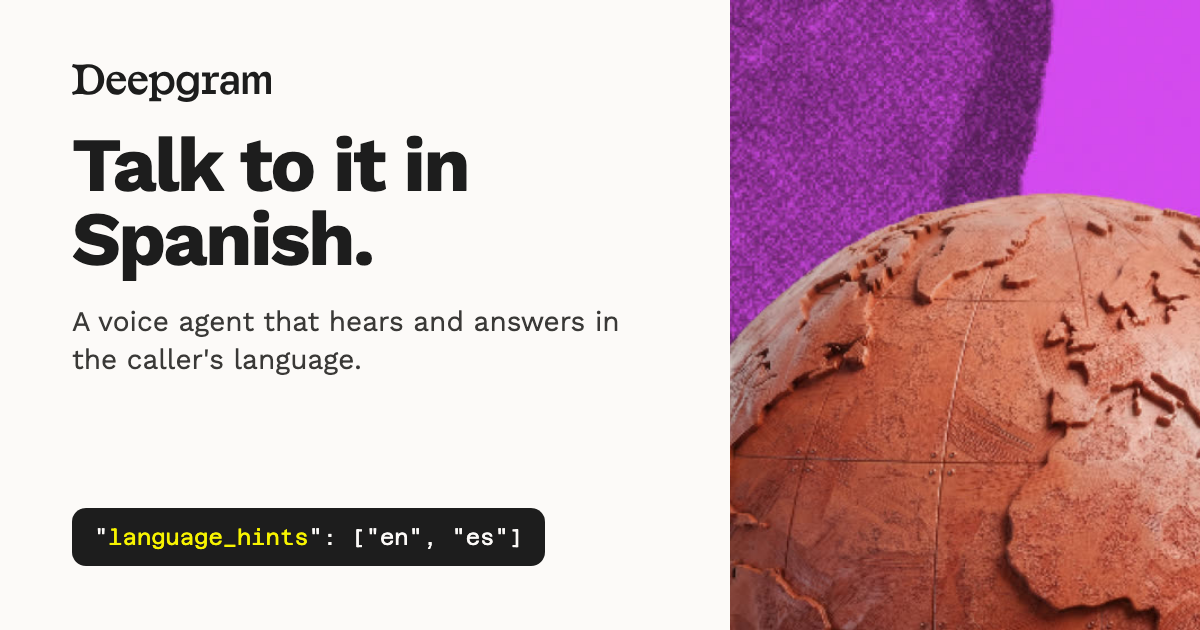 Deepgram
Talk to it in
Spanish.
A voice agent that hears and answers in
the caller's language.
"language_hints": ["en", "es"]